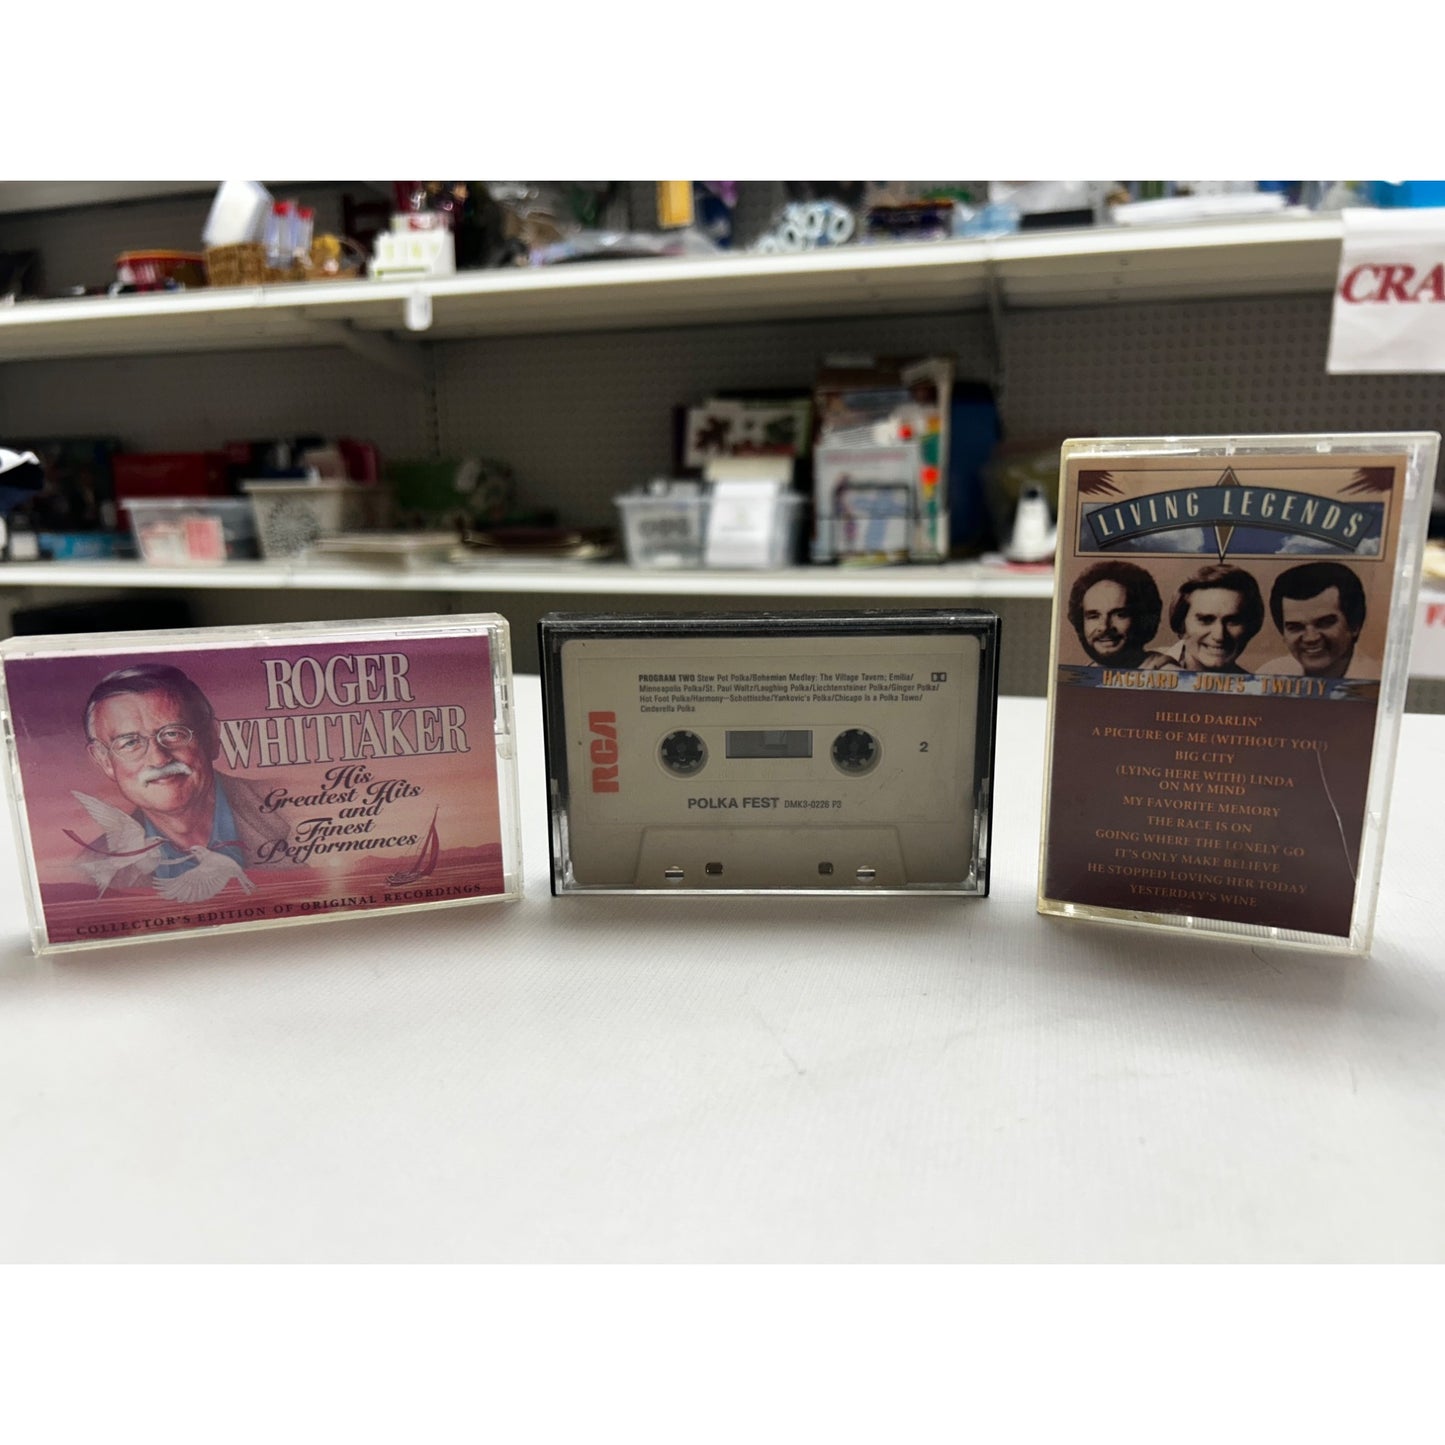 CRA
ROGER
WHITTAKER
His
Greatest Hits
and
Finest
Performances
COLLECTOR'S EDITION OF ORIGINAL RECORDINGS
RCA
PROGRAM TWO Stew Pot Polka/Bohemian Medley: The Village Tavern; Emilia/
Minneapolis Polka/St. Paul Waltz/Laughing Polka/Liechtensteiner Polka/Ginger Polka/
Hot Foot Polka/Harmony—Schottische/Yankovic's Polka/Chicago Is a Polka Town/
Cinderella Polka
2
POLKA FEST DMK3-0226 P3
LIVING LEGENDS
HAGGARD JONES TWITTY
HELLO DARLIN'
A PICTURE OF ME (WITHOUT YOU)
BIG CITY
(LYING HERE WITH) LINDA
ON MY MIND
MY FAVORITE MEMORY
THE RACE IS ON
GOING WHERE THE LONELY GO
IT'S ONLY MAKE BELIEVE
HE STOPPED LOVING HER TODAY
YESTERDAY'S WINE